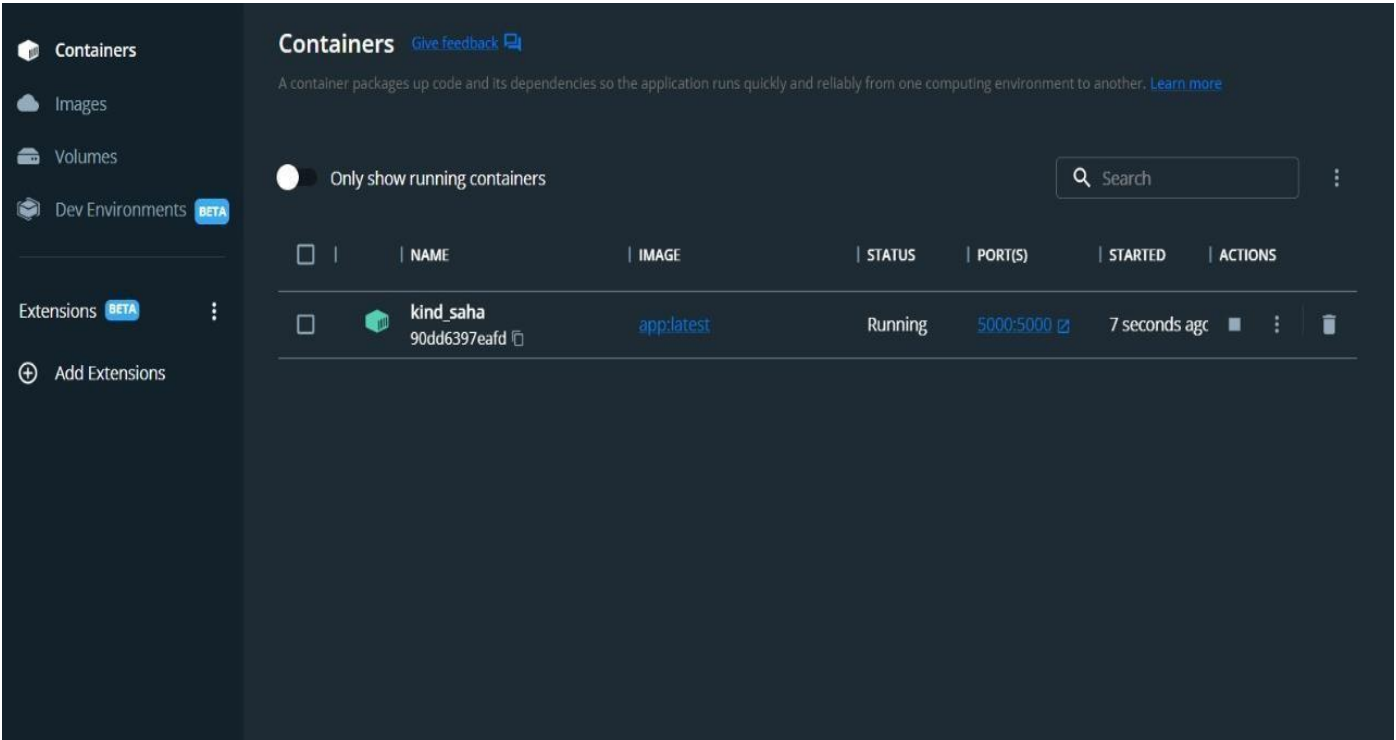 Containers
Images
Volumes
Dev Environments BETA
Extensions BETA
Add Extensions
Containers Give feedback
A container packages up code and its dependencies so the application runs quickly and reliably from one computing environment to another. Learn more
Only show running containers
Search
NAME IMAGE STATUS PORT(S) STARTED ACTIONS
kind_saha app:latest Running 5000:5000 7 seconds agc
90dd6397eafd